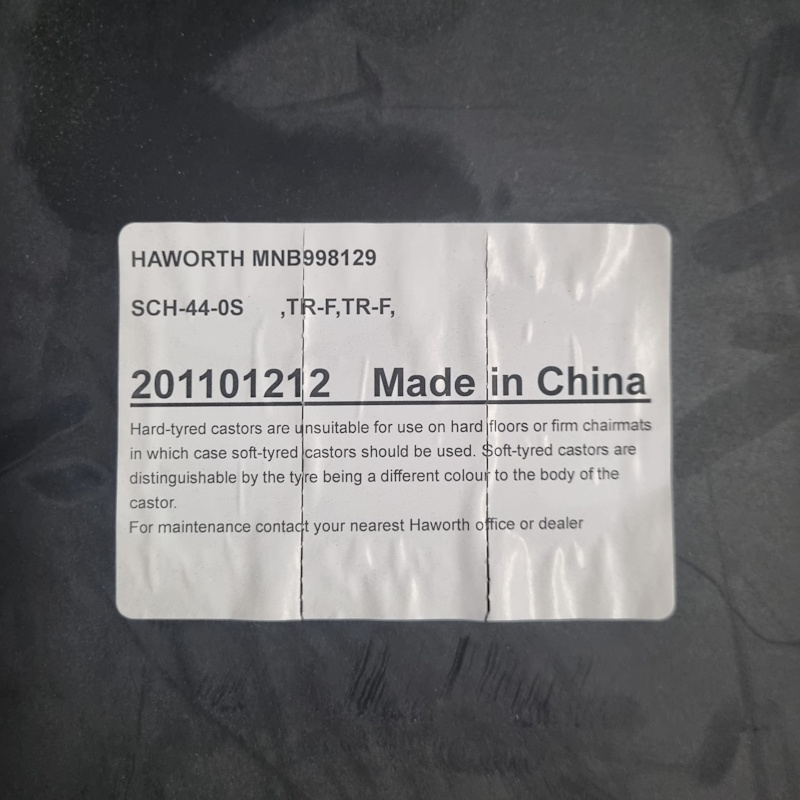 HAWORTH MNB998129
SCH-44-0S ,TR-F,TR-F,
201101212 Made in China
Hard-tyred castors are unsuitable for use on hard floors or firm chairmats
in which case soft-tyred castors should be used. Soft-tyred castors are
distinguishable by the tyre being a different colour to the body of the
castor.
For maintenance contact your nearest Haworth office or dealer